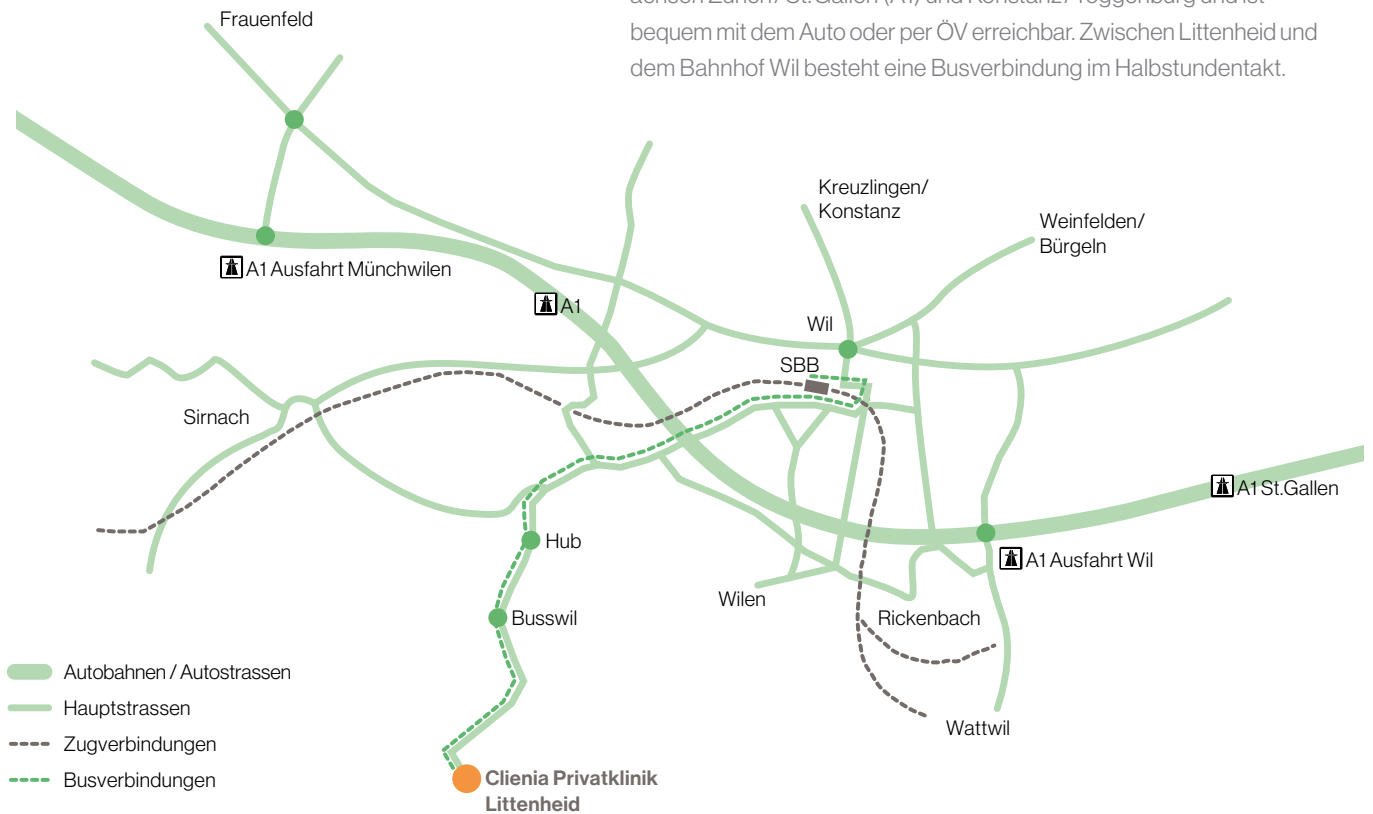 bequem mit dem Auto oder per ÖV erreichbar. Zwischen Littenheid und
dem Bahnhof Wil besteht eine Busverbindung im Halbstundentakt.
Frauenfeld
Kreuzlingen/
Konstanz
Weinfelden/
Bürgeln
A1 Ausfahrt Münchwilen
A1
Wil
SBB
Sirnach
A1 St.Gallen
Hub
A1 Ausfahrt Wil
Wilen
Rickenbach
Busswil
Wattwil
Autobahnen / Autostrassen
Hauptstrassen
Zugverbindungen
Busverbindungen
Clienia Privatklinik
Littenheid